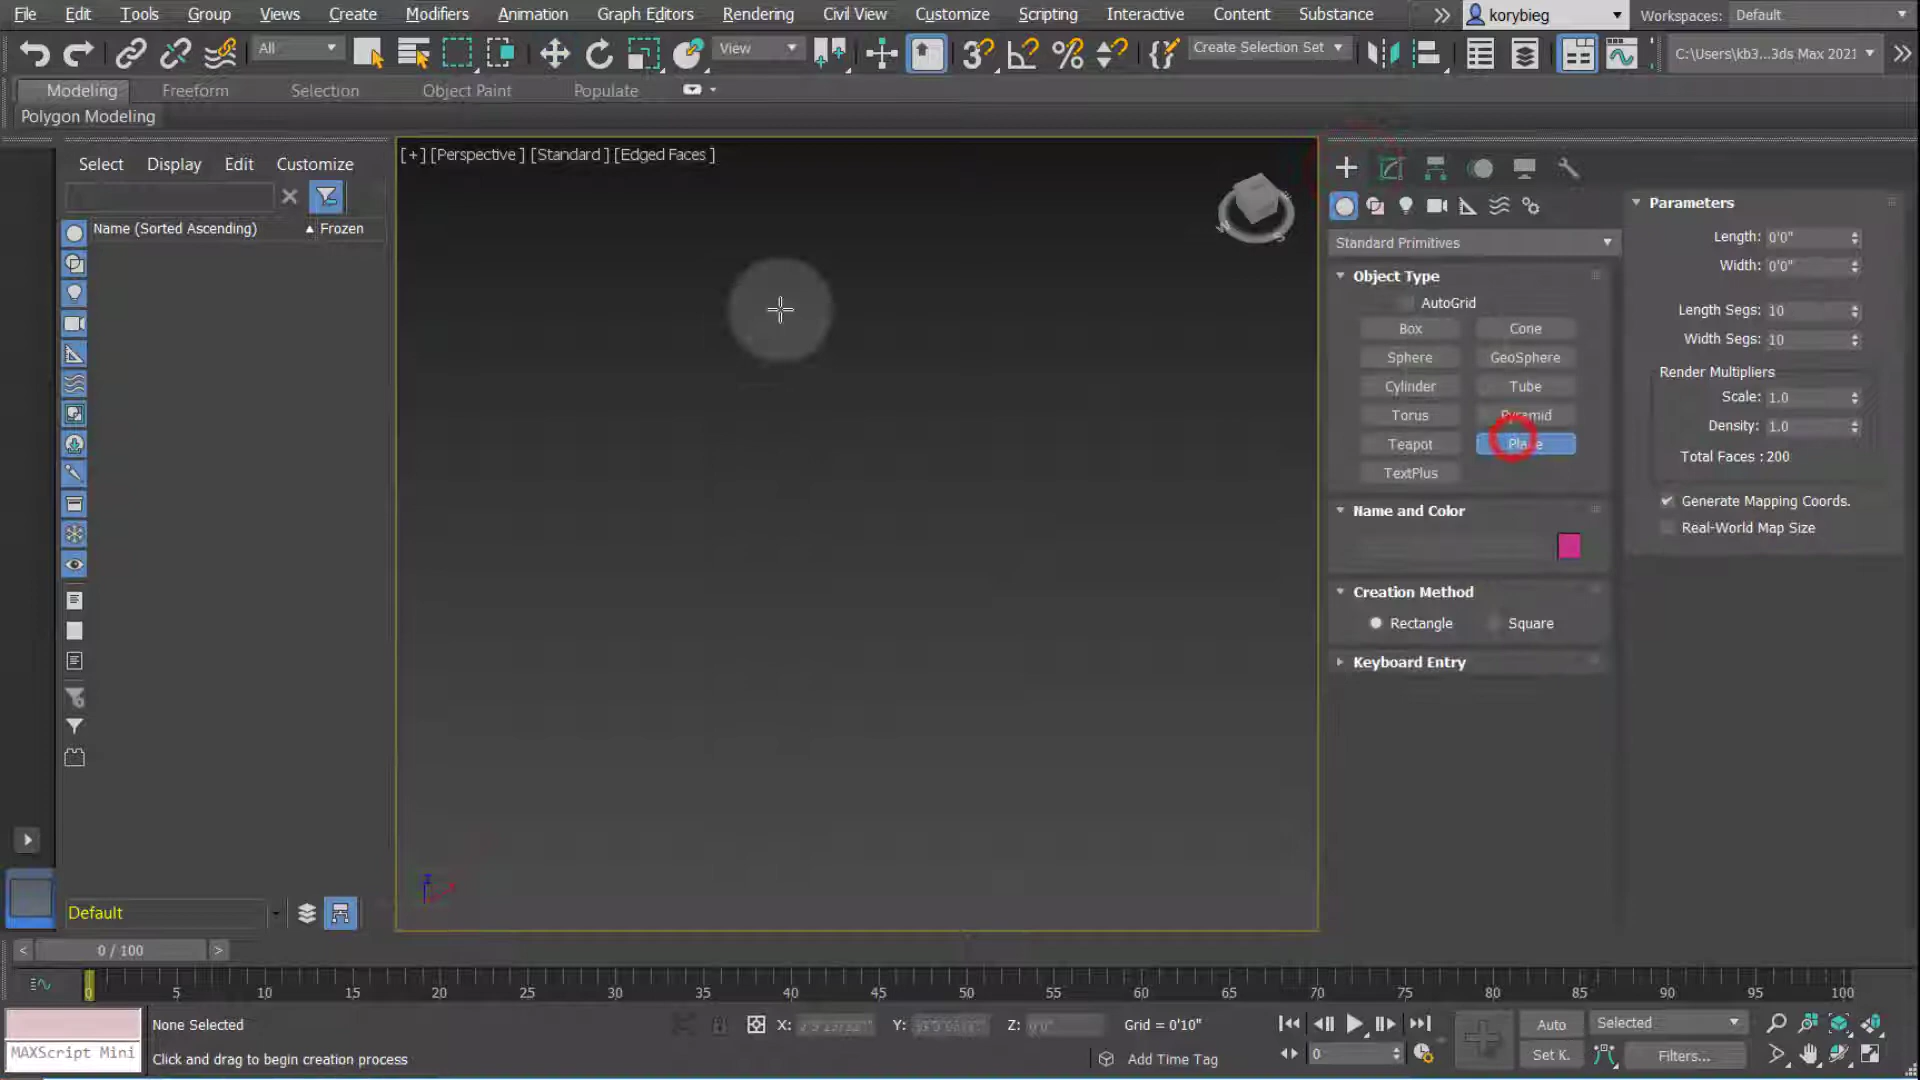 File Edit Tools Group Views Create Modifiers Animation Graph Editors Rendering Civil View Customize Scripting Interactive Content Substance korybieg Workspaces: Default
All View Create Selection Set C:\Users\kb3...3ds Max 2021
Modeling Freeform Selection Object Paint Populate
Polygon Modeling
Select Display Edit Customize
Name (Sorted Ascending) Frozen
[+] [Perspective ] [Standard ] [Edged Faces ]
Standard Primitives
Object Type
AutoGrid
Box Cone
Sphere GeoSphere
Cylinder Tube
Torus Pyramid
Teapot Plane
TextPlus
Name and Color
Creation Method
Rectangle Square
Keyboard Entry
Parameters
Length: 0'0"
Width: 0'0"
Length Segs: 10
Width Segs: 10
Render Multipliers
Scale: 1.0
Density: 1.0
Total Faces : 200
Generate Mapping Coords.
Real-World Map Size
Default
< 0 / 100 >
0 5 10 15 20 25 30 35 40 45 50 55 60 65 70 75 80 85 90 95 100
None Selected X: Y: Z: 0'0" Grid = 0'10" Auto Selected
MAXScript Mini Click and drag to begin creation process Add Time Tag 0 Set K. Filters...